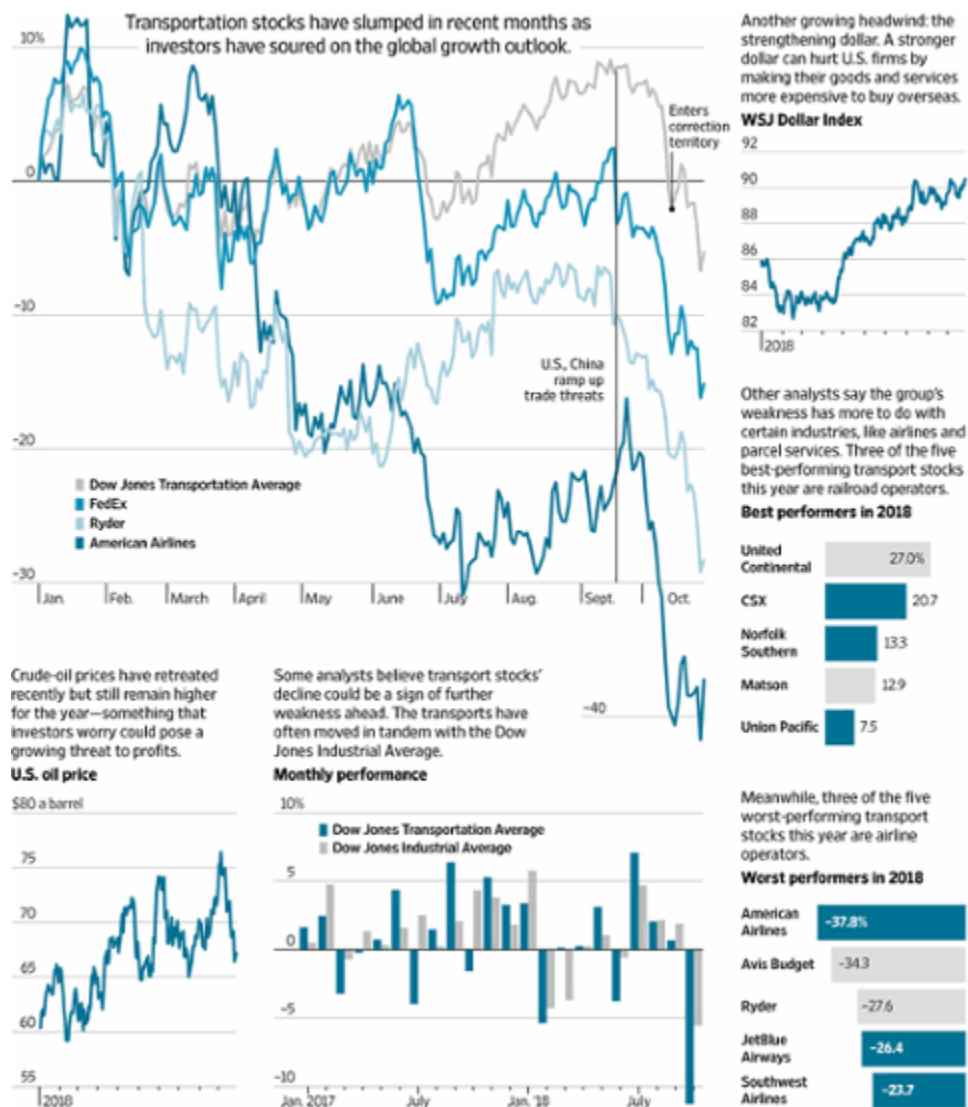 Transportation stocks have slumped in recent months as
investors have soured on the global growth outlook.
10%
0
-10
-20
-30
-40
Enters
correction
territory
U.S., China
ramp up
trade threats
Dow Jones Transportation Average
FedEx
Ryder
American Airlines
Jan.
Feb.
March
April
May
June
July
Aug.
Sept.
Oct.
Another growing headwind: the
strengthening dollar. A stronger
dollar can hurt U.S. firms by
making their goods and services
more expensive to buy overseas.
WSJ Dollar Index
92
90
88
86
84
82
2018
Other analysts say the group's
weakness has more to do with
certain industries, like airlines and
parcel services. Three of the five
best-performing transport stocks
this year are railroad operators.
Best performers in 2018
United
Continental
27.0%
CSX
20.7
Norfolk
Southern
13.3
Matson
12.9
Union Pacific
7.5
Crude-oil prices have retreated
recently but still remain higher
for the year—something that
investors worry could pose a
growing threat to profits.
U.S. oil price
$80 a barrel
75
70
65
60
55
2018
Some analysts believe transport stocks'
decline could be a sign of further
weakness ahead. The transports have
often moved in tandem with the Dow
Jones Industrial Average.
Monthly performance
10%
Dow Jones Transportation Average
Dow Jones Industrial Average
5
0
-5
-10
Jan. 2017
July
Jan. '18
July
Meanwhile, three of the five
worst-performing transport
stocks this year are airline
operators.
Worst performers in 2018
American
Airlines
-37.8%
Avis Budget
-34.3
Ryder
-27.6
JetBlue
Airways
-26.4
Southwest
Airlines
-23.7